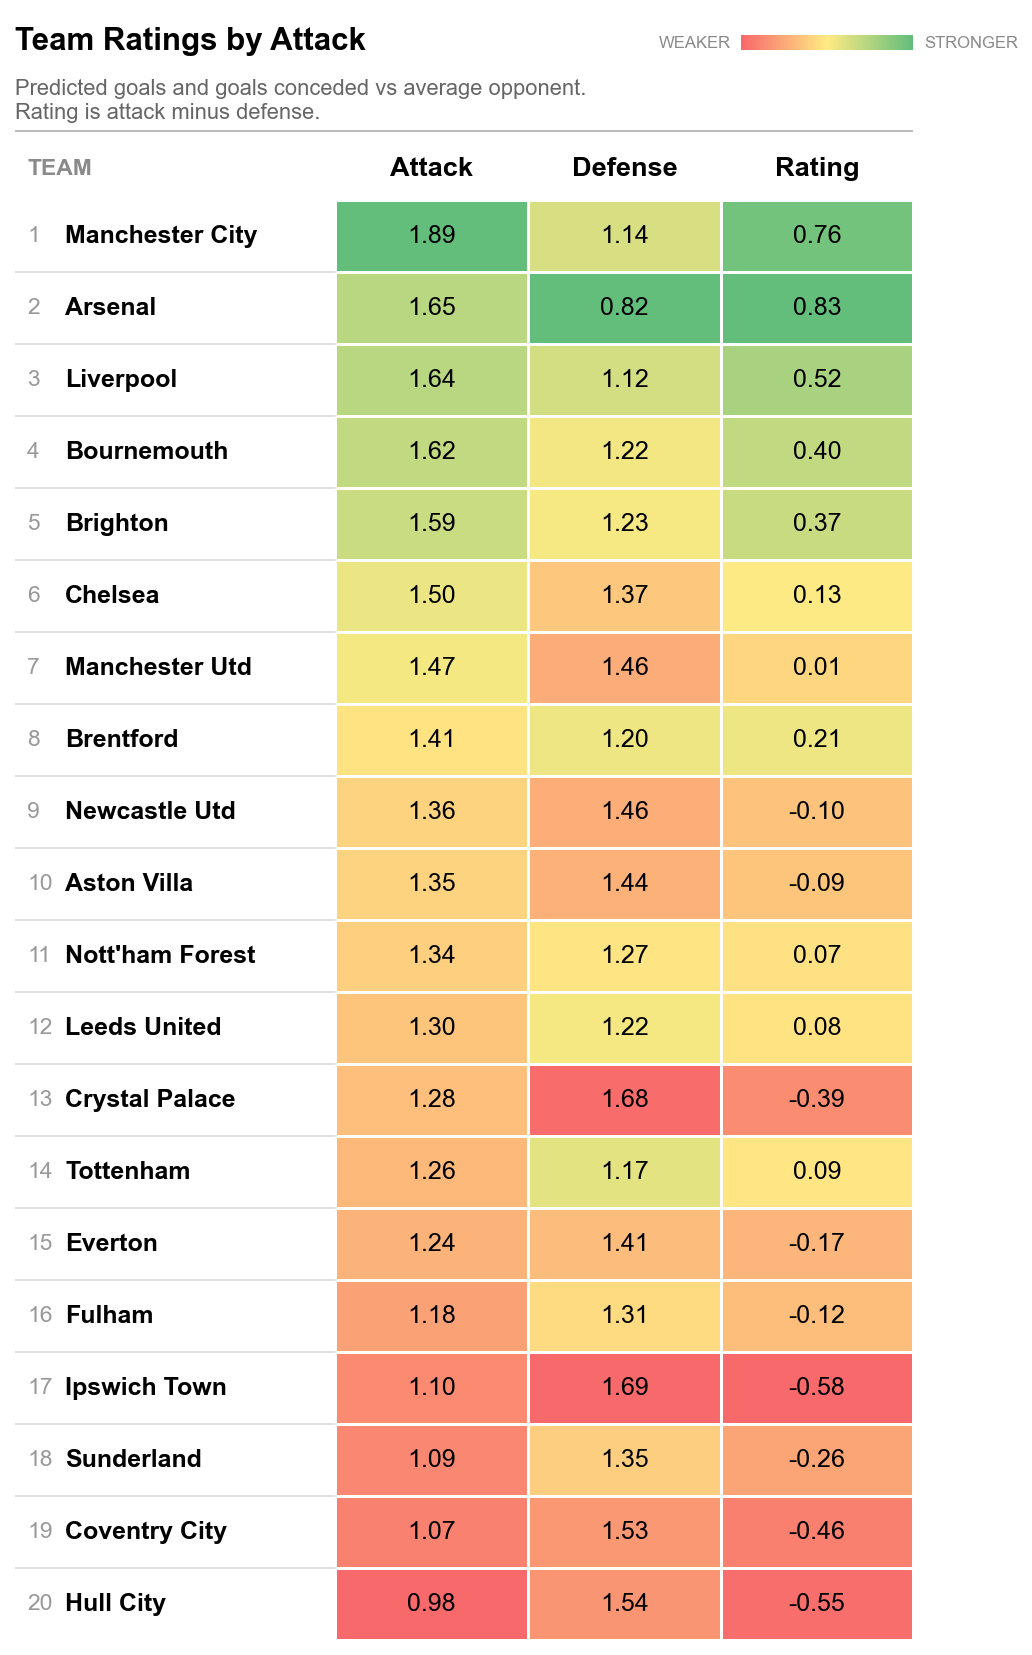 Team Ratings by Attack
WEAKER STRONGER
Predicted goals and goals conceded vs average opponent.
Rating is attack minus defense.
TEAM Attack Defense Rating
1 Manchester City 1.89 1.14 0.76
2 Arsenal 1.65 0.82 0.83
3 Liverpool 1.64 1.12 0.52
4 Bournemouth 1.62 1.22 0.40
5 Brighton 1.59 1.23 0.37
6 Chelsea 1.50 1.37 0.13
7 Manchester Utd 1.47 1.46 0.01
8 Brentford 1.41 1.20 0.21
9 Newcastle Utd 1.36 1.46 -0.10
10 Aston Villa 1.35 1.44 -0.09
11 Nott'ham Forest 1.34 1.27 0.07
12 Leeds United 1.30 1.22 0.08
13 Crystal Palace 1.28 1.68 -0.39
14 Tottenham 1.26 1.17 0.09
15 Everton 1.24 1.41 -0.17
16 Fulham 1.18 1.31 -0.12
17 Ipswich Town 1.10 1.69 -0.58
18 Sunderland 1.09 1.35 -0.26
19 Coventry City 1.07 1.53 -0.46
20 Hull City 0.98 1.54 -0.55